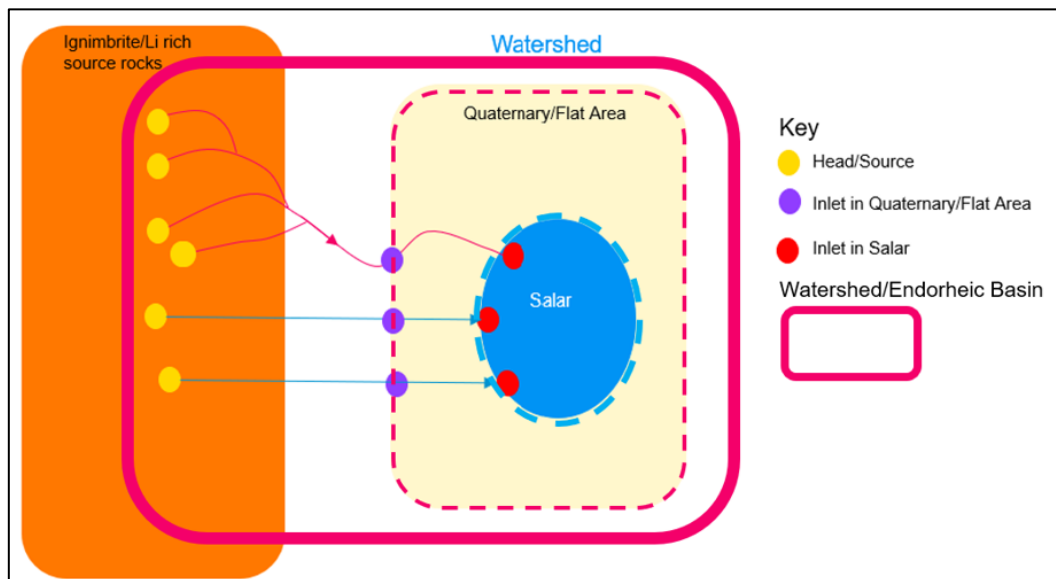 Ignimbrite/Li rich
source rocks
Watershed
Quaternary/Flat Area
Salar
Key
Head/Source
Inlet in Quaternary/Flat Area
Inlet in Salar
Watershed/Endorheic Basin